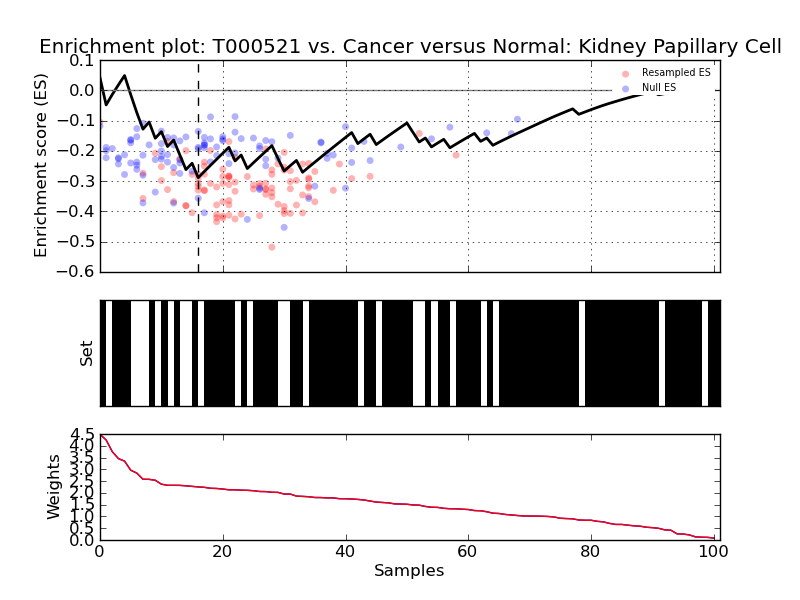 Enrichment plot: T000521 vs. Cancer versus Normal: Kidney Papillary Cell
Enrichment score (ES)
0.1
0.0
−0.1
−0.2
−0.3
−0.4
−0.5
−0.6
Resampled ES
Null ES
Set
Weights
4.5
4.0
3.5
3.0
2.5
2.0
1.5
1.0
0.5
0.0
0 20 40 60 80 100
Samples